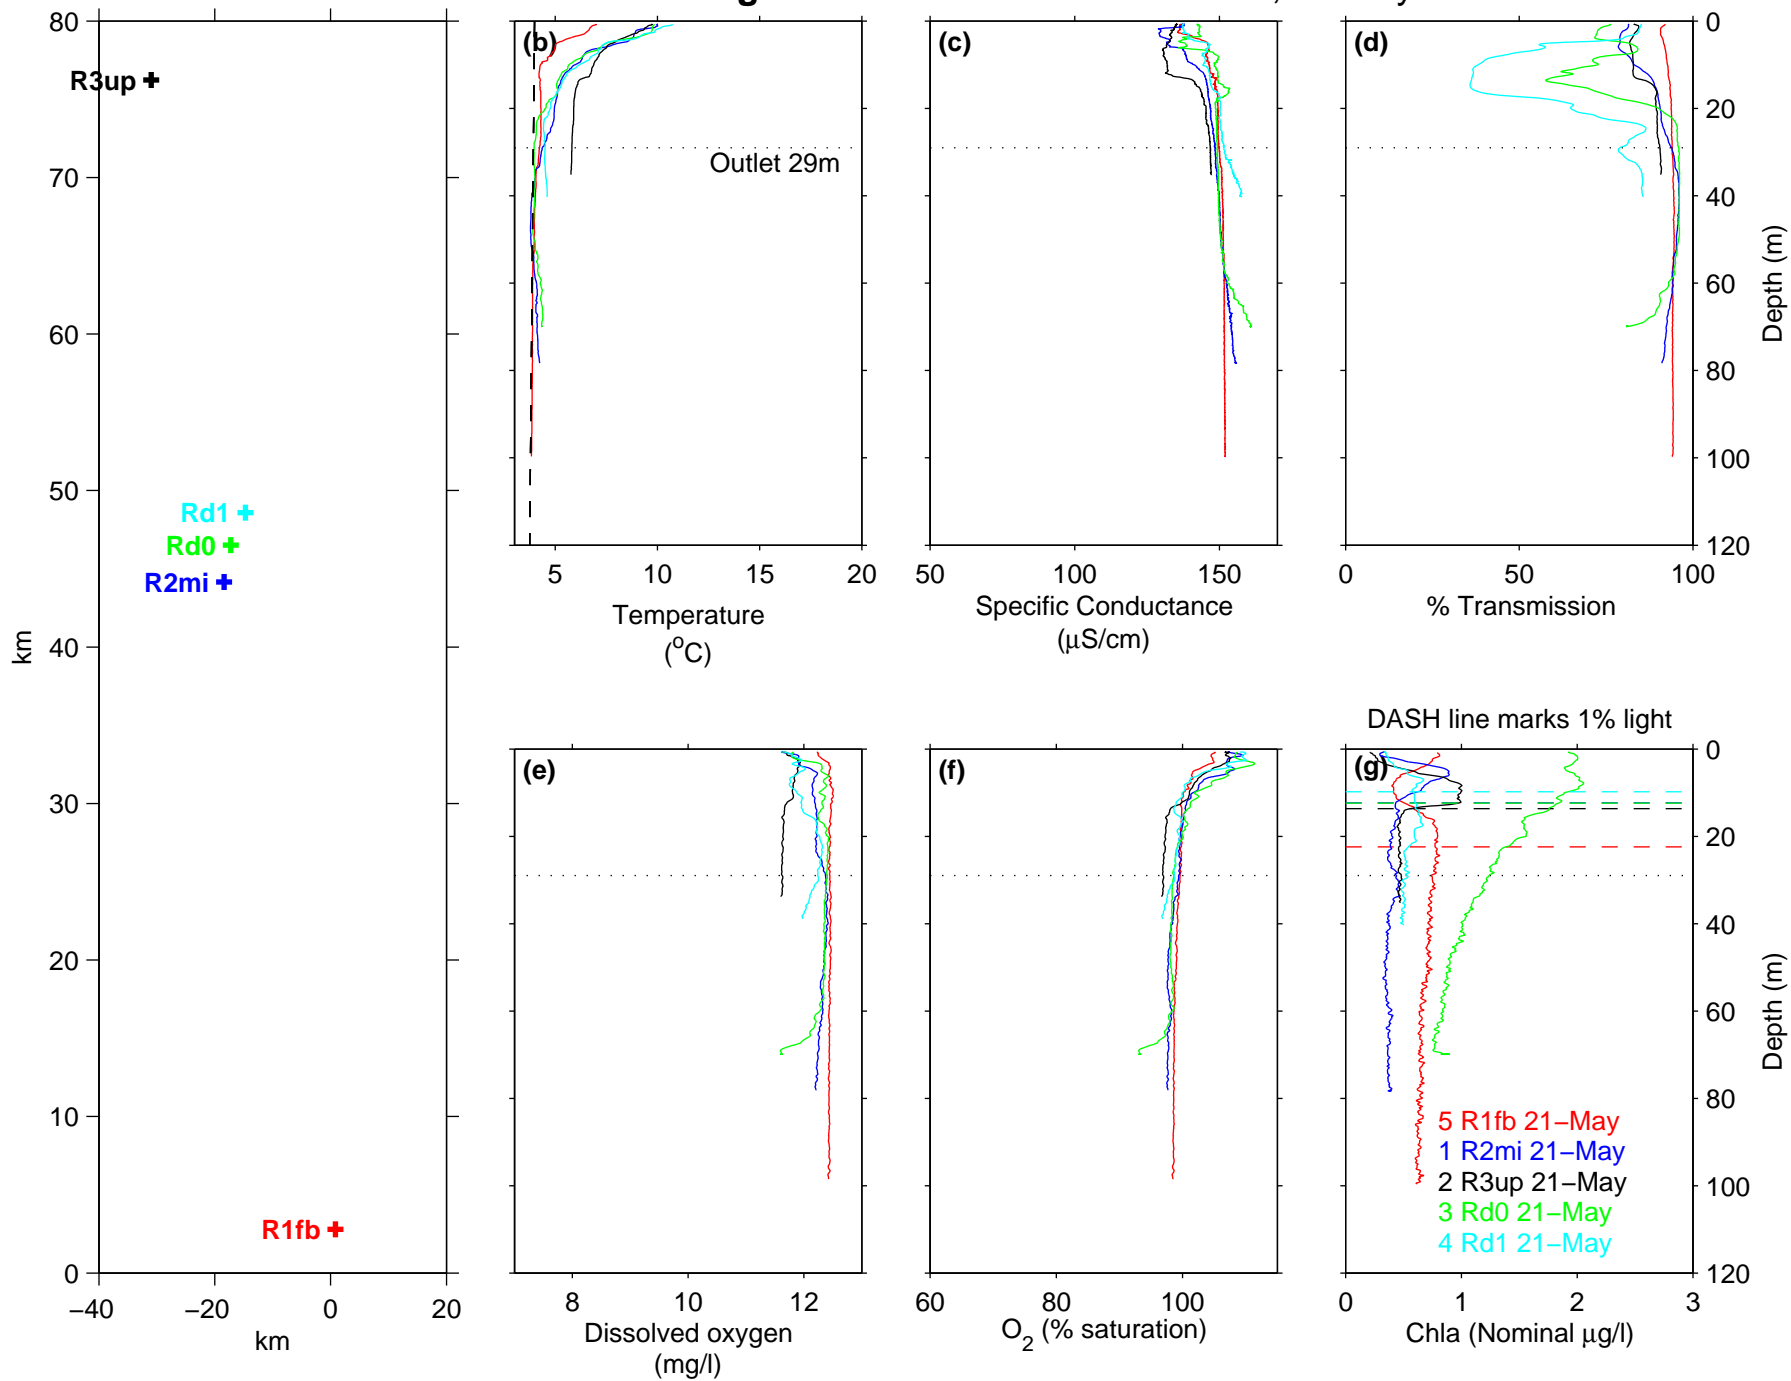 80
70
60
50
40
30
20
10
0
−40
−20
0
20
km
km
R3up
Rd1
Rd0
R2mi
R1fb
(b)
Outlet 29m
5
10
15
20
Temperature
(°C)
(c)
50
100
150
Specific Conductance
(μS/cm)
(d)
0
50
100
% Transmission
0
20
40
60
80
100
120
Depth (m)
(e)
8
10
12
Dissolved oxygen
(mg/l)
(f)
60
80
100
O2 (% saturation)
DASH line marks 1% light
(g)
5 R1fb 21−May
1 R2mi 21−May
2 R3up 21−May
3 Rd0 21−May
4 Rd1 21−May
0
1
2
3
Chla (Nominal μg/l)
0
20
40
60
80
100
120
Depth (m)